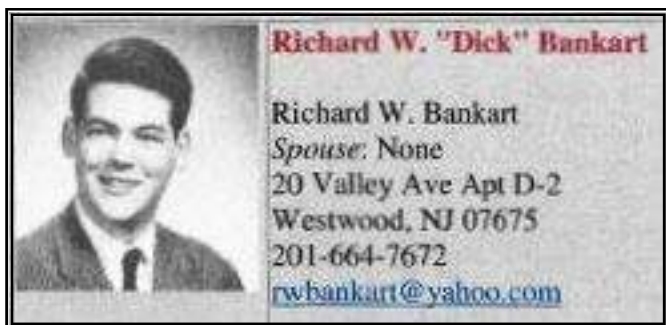 Richard W. "Dick" Bankart
Richard W. Bankart
Spouse: None
20 Valley Ave Apt D-2
Westwood, NJ 07675
201-664-7672
rwbankart@yahoo.com